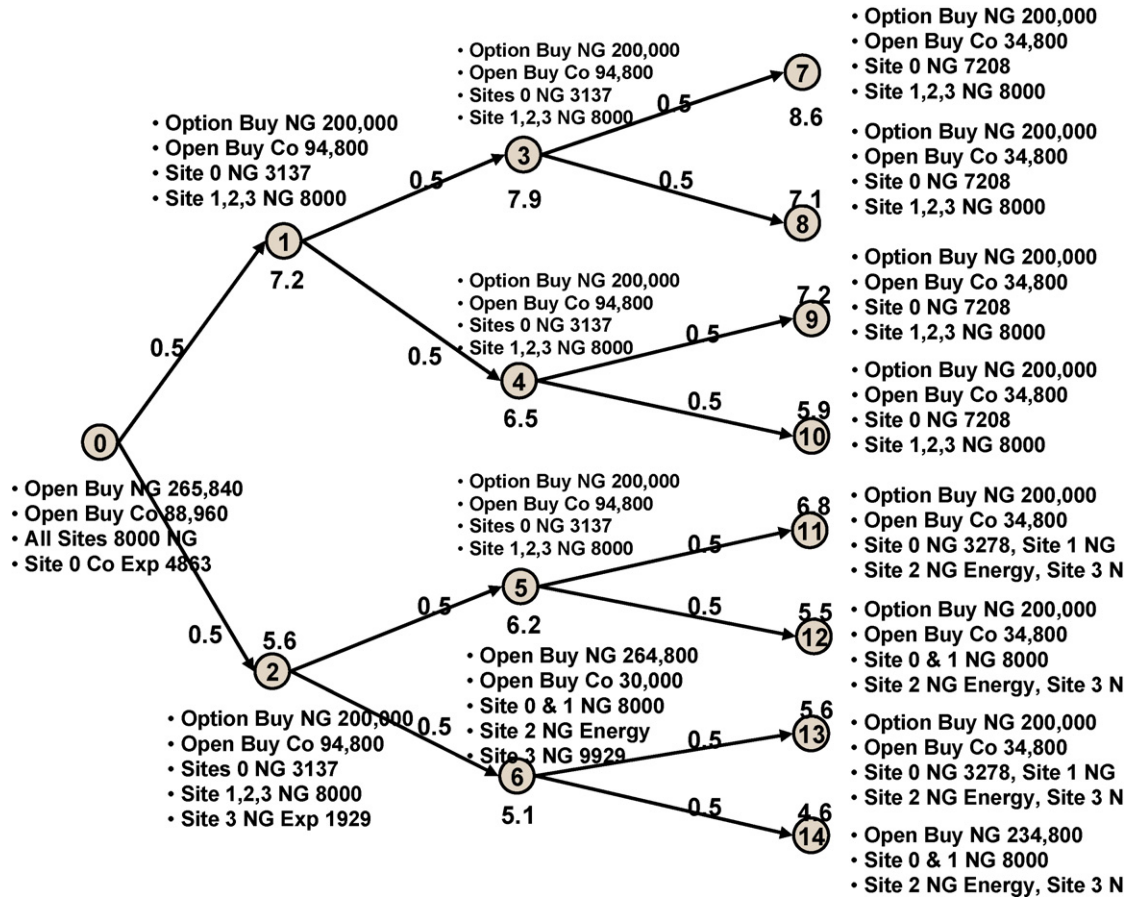 • Option Buy NG 200,000
• Open Buy Co 34,800
• Site 0 NG 7208
• Site 1,2,3 NG 8000
7
8.6
• Option Buy NG 200,000
• Open Buy Co 94,800
• Sites 0 NG 3137
• Site 1,2,3 NG 8000
0.5
3
7.9
• Option Buy NG 200,000
• Open Buy Co 94,800
• Site 0 NG 3137
• Site 1,2,3 NG 8000
0.5
1
7.2
• Option Buy NG 200,000
• Open Buy Co 34,800
• Site 0 NG 7208
• Site 1,2,3 NG 8000
0.5
7.1
8
• Option Buy NG 200,000
• Open Buy Co 34,800
• Site 0 NG 7208
• Site 1,2,3 NG 8000
7.2
9
• Option Buy NG 200,000
• Open Buy Co 94,800
• Sites 0 NG 3137
• Site 1,2,3 NG 8000
0.5
0.5
0.5
4
6.5
• Option Buy NG 200,000
• Open Buy Co 34,800
• Site 0 NG 7208
• Site 1,2,3 NG 8000
0.5
5.9
10
0
• Open Buy NG 265,840
• Open Buy Co 88,960
• All Sites 8000 NG
• Site 0 Co Exp 4863
• Option Buy NG 200,000
• Open Buy Co 94,800
• Sites 0 NG 3137
• Site 1,2,3 NG 8000
• Option Buy NG 200,000
• Open Buy Co 34,800
• Site 0 NG 3278, Site 1 NG
• Site 2 NG Energy, Site 3 N
6.8
11
0.5
5
6.2
0.5
0.5
0.5
5.6
2
• Option Buy NG 200,000
• Open Buy Co 34,800
• Site 0 & 1 NG 8000
• Site 2 NG Energy, Site 3 N
5.5
12
• Open Buy NG 264,800
• Open Buy Co 30,000
• Site 0 & 1 NG 8000
• Site 2 NG Energy
• Site 3 NG 9929
• Option Buy NG 200,000
• Open Buy Co 94,800
• Sites 0 NG 3137
• Site 1,2,3 NG 8000
• Site 3 NG Exp 1929
0.5
6
5.1
• Option Buy NG 200,000
• Open Buy Co 34,800
• Site 0 NG 3278, Site 1 NG
• Site 2 NG Energy, Site 3 N
5.6
13
0.5
0.5
4.6
14
• Open Buy NG 234,800
• Site 0 & 1 NG 8000
• Site 2 NG Energy, Site 3 N